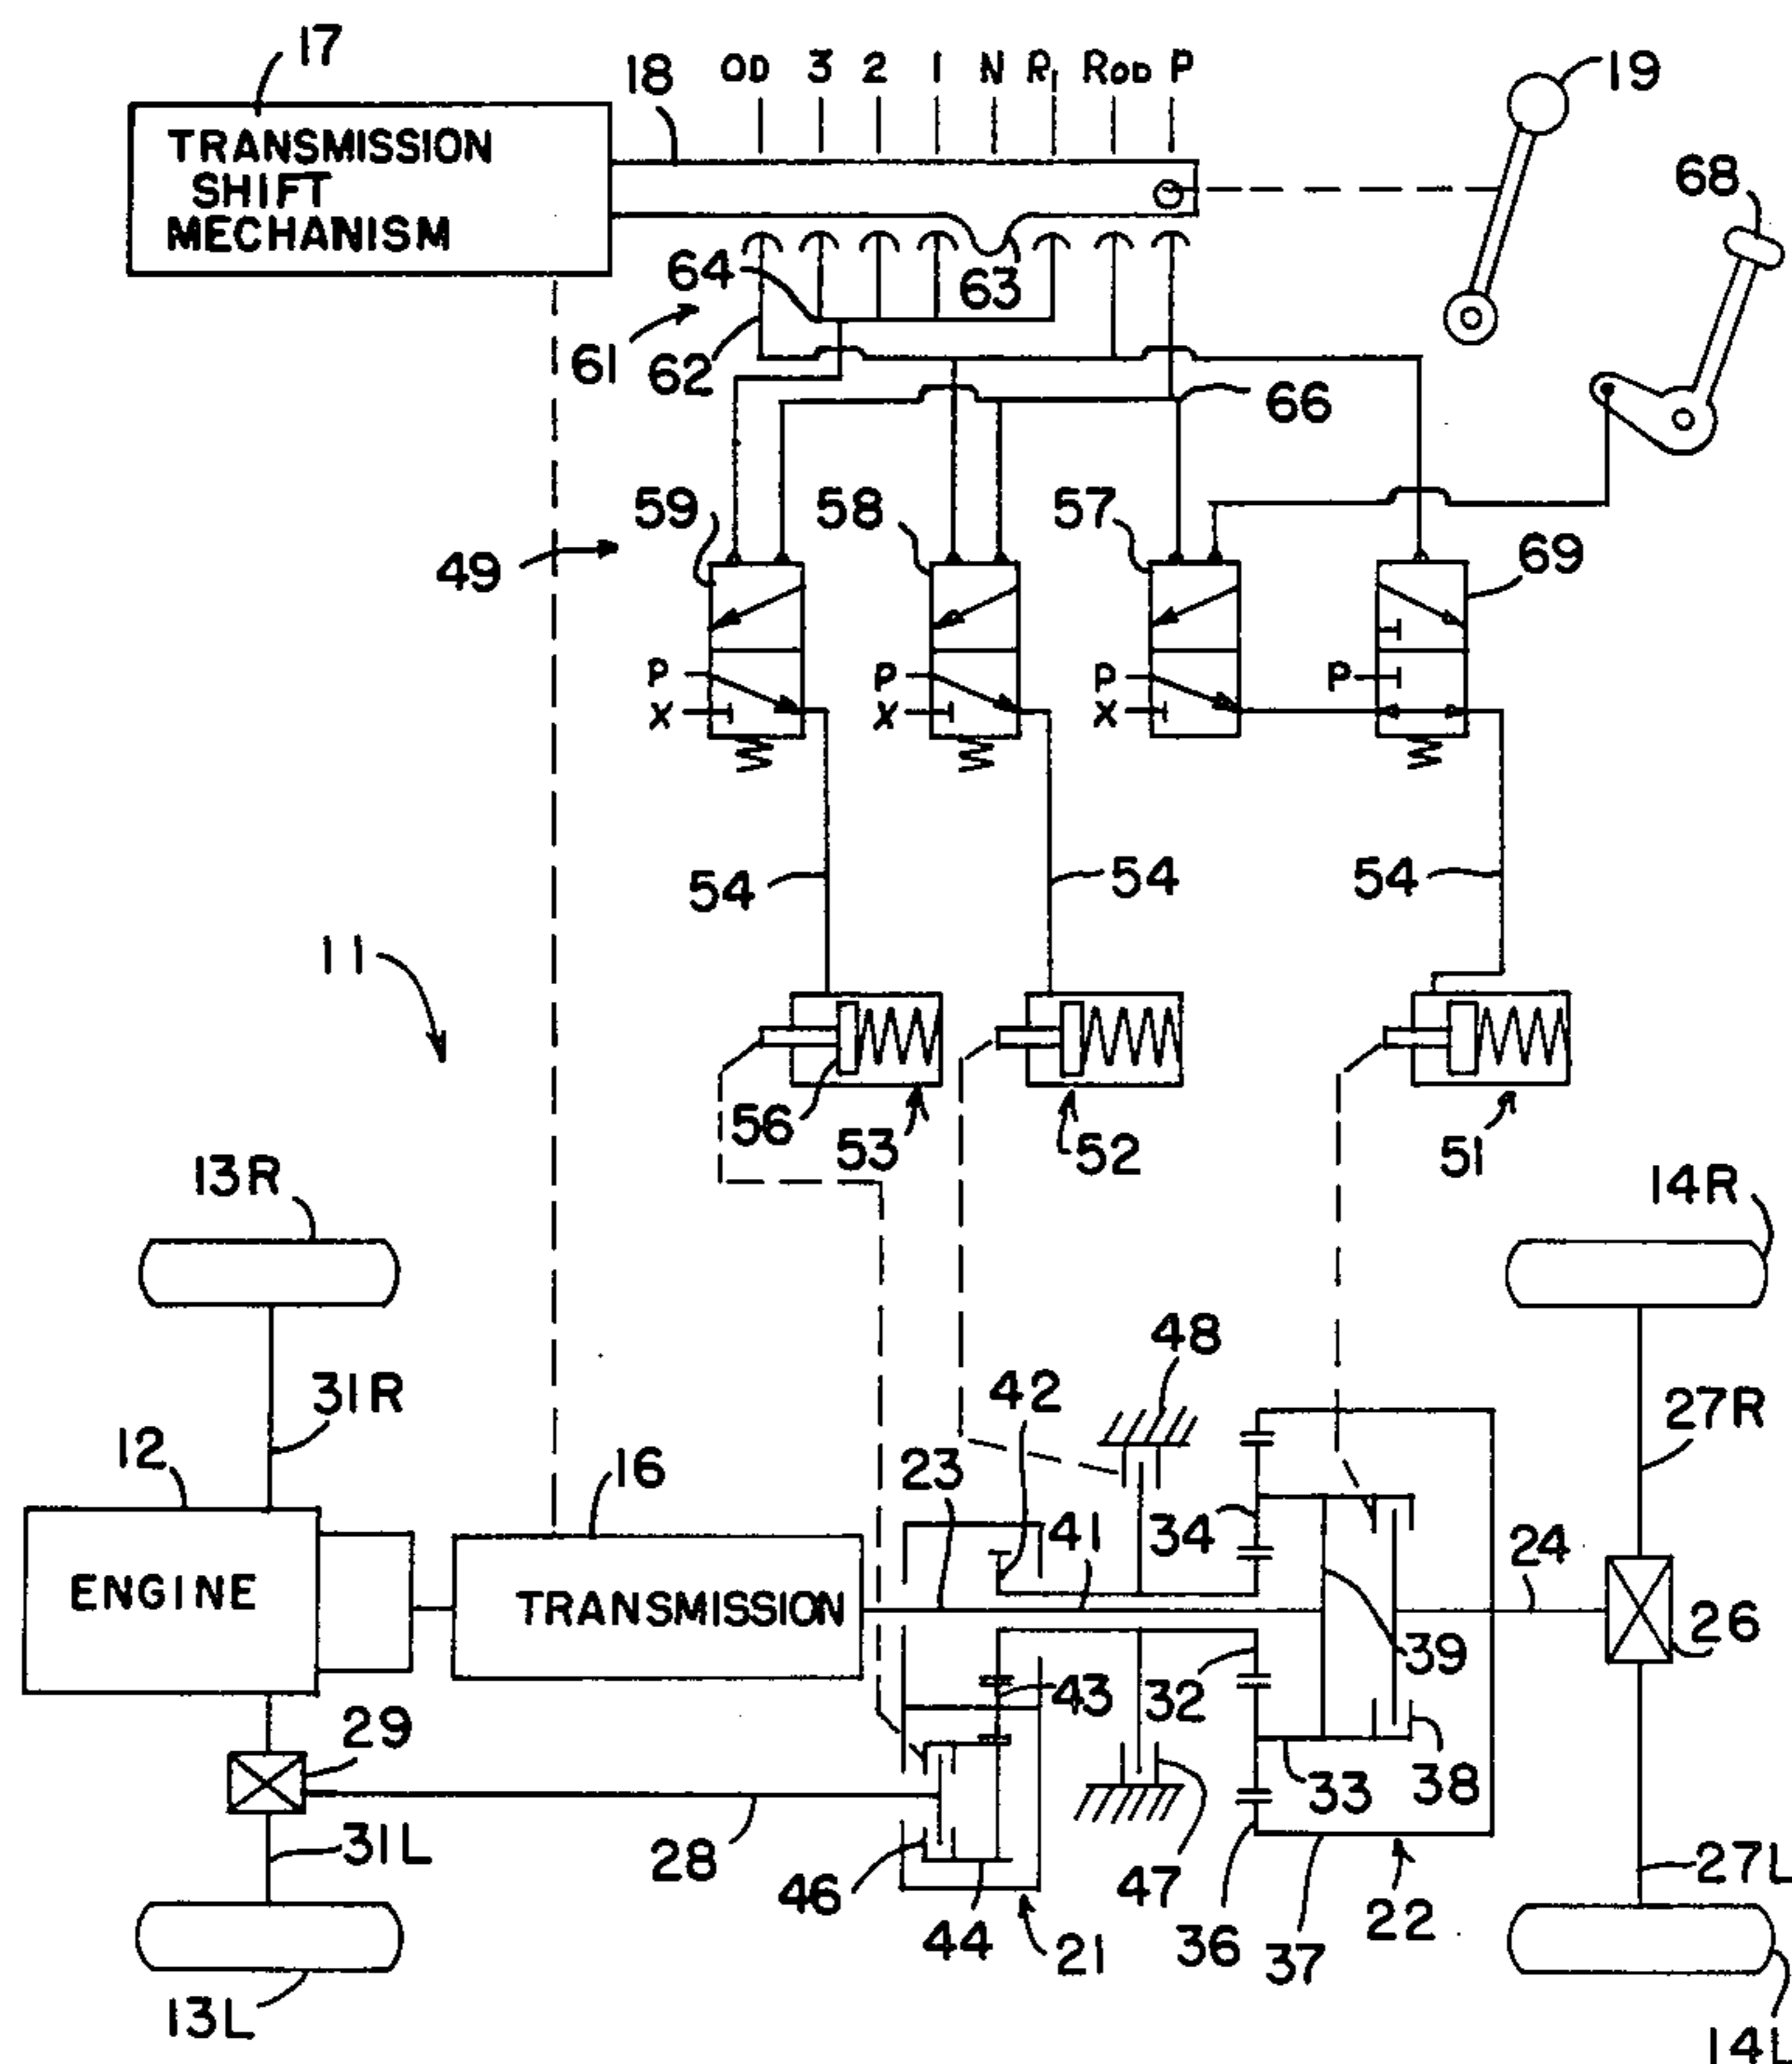 17
18
OD 3 2 1 N R1 ROD P
19
TRANSMISSION
SHIFT
MECHANISM
68
64
63
61
62
66
59
58
57
69
49
P
X
P
X
P
X
P
54
54
54
11
56
53
52
51
13R
14R
48
31R
42
27R
12
16
23
41
34
24
ENGINE
TRANSMISSION
26
39
43
32
29
33
38
28
31L
46
47
27L
44
21
36
37
22
13L
14L